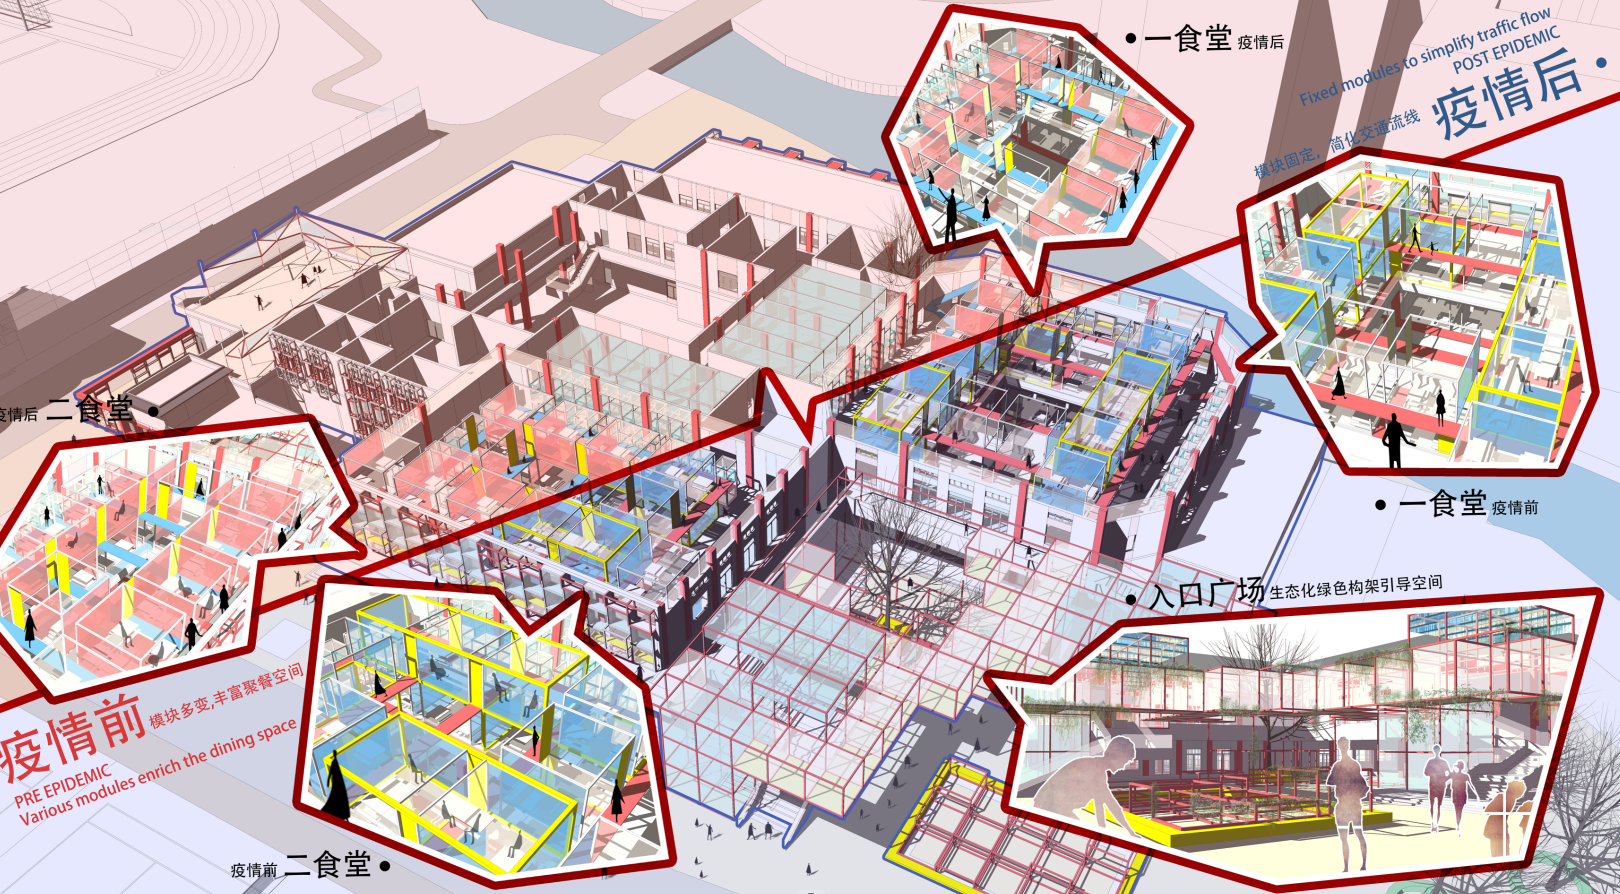 一食堂 疫情后
Fixed modules to simplify traffic flow
POST EPIDEMIC
疫情后
模块固定，简化交通流线
疫情后 二食堂
一食堂 疫情前
入口广场 生态化绿色构架引导空间
疫情前
模块多变,丰富聚餐空间
PRE EPIDEMIC
Various modules enrich the dining space
疫情前 二食堂